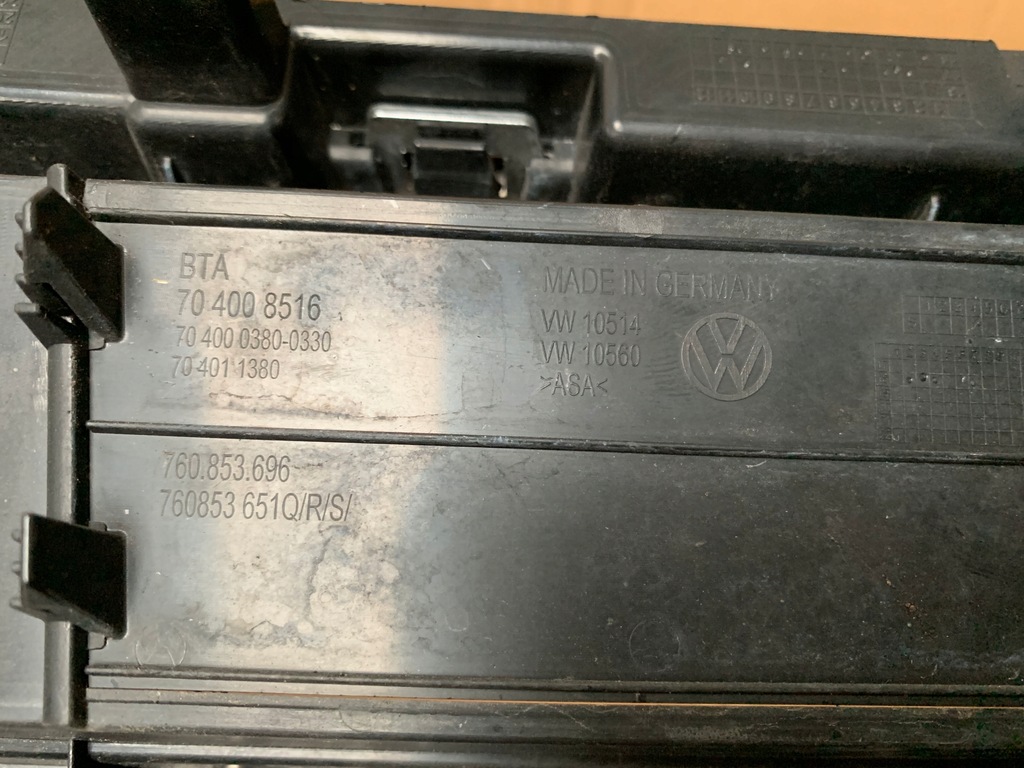 BTA
70 400 8516
70 400 0380-0330
70 401 1380
MADE IN GERMANY
VW 10514
VW 10560
>ASA<
760.853.696
760853 651Q/R/S/